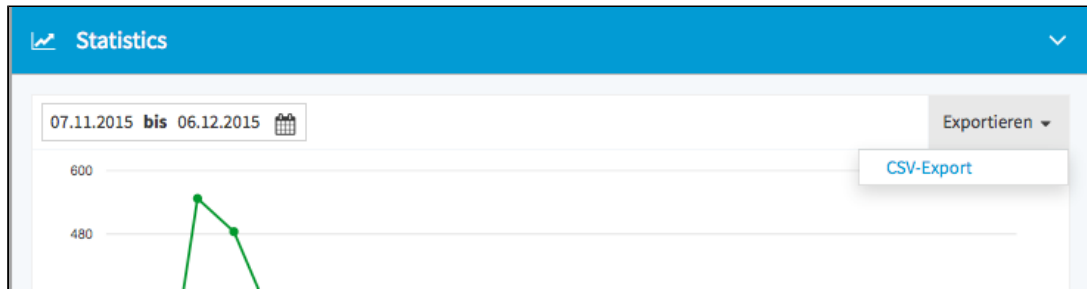 Statistics
07.11.2015 bis 06.12.2015
Exportieren
CSV-Export
600
480